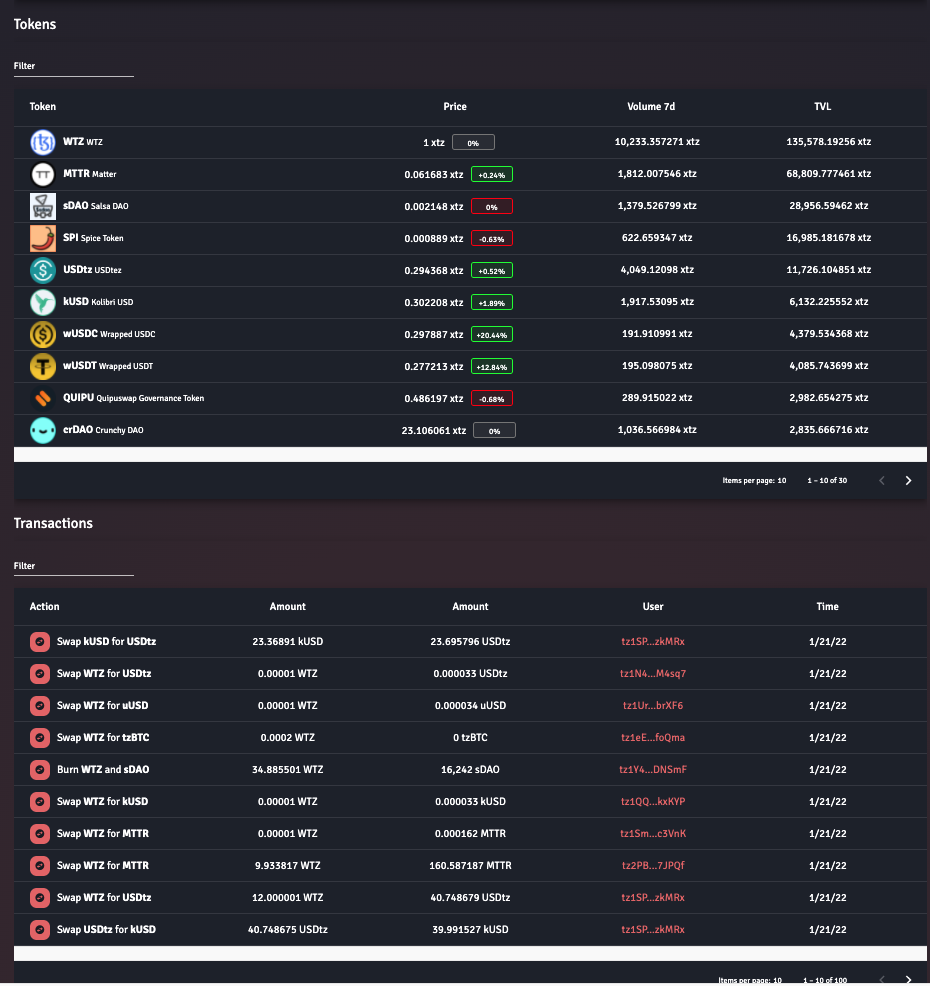 Tokens
Filter
Token Price Volume 7d TVL
WTZ WTZ 1 xtz 0% 10,233.357271 xtz 135,578.19256 xtz
MTTR Matter 0.061683 xtz +0.24% 1,812.007546 xtz 68,809.777461 xtz
sDAO Salsa DAO 0.002148 xtz 0% 1,379.526799 xtz 28,956.59462 xtz
SPI Spice Token 0.000889 xtz -0.63% 622.659347 xtz 16,985.181678 xtz
USDtz USDtez 0.294368 xtz +0.52% 4,049.12098 xtz 11,726.104851 xtz
kUSD Kolibri USD 0.302208 xtz +1.89% 1,917.53095 xtz 6,132.225552 xtz
wUSDC Wrapped USDC 0.297887 xtz +20.44% 191.910991 xtz 4,379.534368 xtz
wUSDT Wrapped USDT 0.277213 xtz +12.84% 195.098075 xtz 4,085.743699 xtz
QUIPU Quipuswap Governance Token 0.486197 xtz -0.68% 289.915022 xtz 2,982.654275 xtz
crDAO Crunchy DAO 23.106061 xtz 0% 1,036.566984 xtz 2,835.666716 xtz
Items per page: 10 1 – 10 of 30
Transactions
Filter
Action Amount Amount User Time
Swap kUSD for USDtz 23.36891 kUSD 23.695796 USDtz tz1SP...zkMRx 1/21/22
Swap WTZ for USDtz 0.00001 WTZ 0.000033 USDtz tz1N4...M4sq7 1/21/22
Swap WTZ for uUSD 0.00001 WTZ 0.000034 uUSD tz1Ur...brXF6 1/21/22
Swap WTZ for tzBTC 0.0002 WTZ 0 tzBTC tz1eE...foQma 1/21/22
Burn WTZ and sDAO 34.885501 WTZ 16,242 sDAO tz1Y4...DNSmF 1/21/22
Swap WTZ for kUSD 0.00001 WTZ 0.000033 kUSD tz1QQ...kxKYP 1/21/22
Swap WTZ for MTTR 0.00001 WTZ 0.000162 MTTR tz1Sm...c3VnK 1/21/22
Swap WTZ for MTTR 9.933817 WTZ 160.587187 MTTR tz2PB...7JPQf 1/21/22
Swap WTZ for USDtz 12.000001 WTZ 40.748679 USDtz tz1SP...zkMRx 1/21/22
Swap USDtz for kUSD 40.748675 USDtz 39.991527 kUSD tz1SP...zkMRx 1/21/22
Items per page: 10 1 – 10 of 100